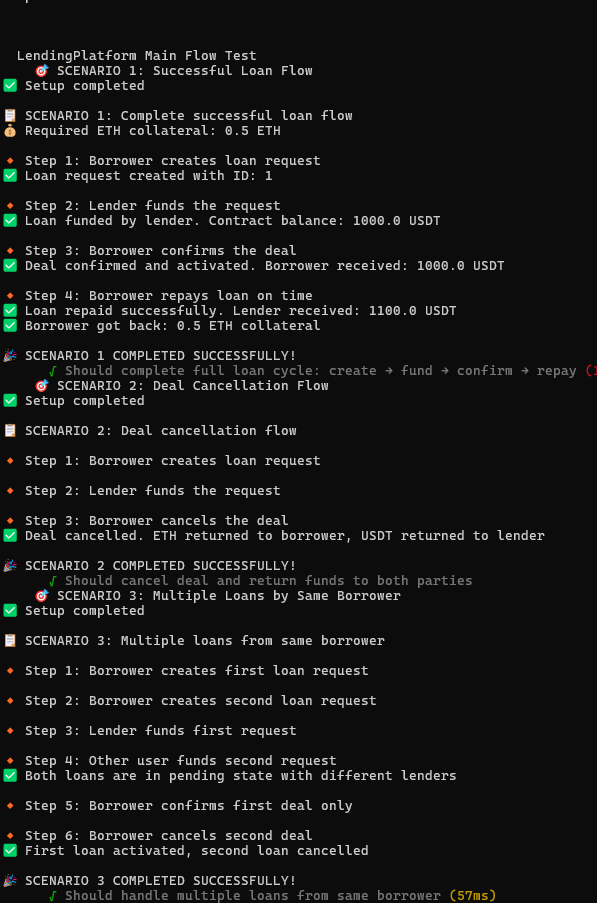 LendingPlatform Main Flow Test
🎯 SCENARIO 1: Successful Loan Flow
✅ Setup completed
📋 SCENARIO 1: Complete successful loan flow
💰 Required ETH collateral: 0.5 ETH
🔸 Step 1: Borrower creates loan request
✅ Loan request created with ID: 1
🔸 Step 2: Lender funds the request
✅ Loan funded by lender. Contract balance: 1000.0 USDT
🔸 Step 3: Borrower confirms the deal
✅ Deal confirmed and activated. Borrower received: 1000.0 USDT
🔸 Step 4: Borrower repays loan on time
✅ Loan repaid successfully. Lender received: 1100.0 USDT
✅ Borrower got back: 0.5 ETH collateral
🎉 SCENARIO 1 COMPLETED SUCCESSFULLY!
√ Should complete full loan cycle: create → fund → confirm → repay
🎯 SCENARIO 2: Deal Cancellation Flow
✅ Setup completed
📋 SCENARIO 2: Deal cancellation flow
🔸 Step 1: Borrower creates loan request
🔸 Step 2: Lender funds the request
🔸 Step 3: Borrower cancels the deal
✅ Deal cancelled. ETH returned to borrower, USDT returned to lender
🎉 SCENARIO 2 COMPLETED SUCCESSFULLY!
√ Should cancel deal and return funds to both parties
🎯 SCENARIO 3: Multiple Loans by Same Borrower
✅ Setup completed
📋 SCENARIO 3: Multiple loans from same borrower
🔸 Step 1: Borrower creates first loan request
🔸 Step 2: Borrower creates second loan request
🔸 Step 3: Lender funds first request
🔸 Step 4: Other user funds second request
✅ Both loans are in pending state with different lenders
🔸 Step 5: Borrower confirms first deal only
🔸 Step 6: Borrower cancels second deal
✅ First loan activated, second loan cancelled
🎉 SCENARIO 3 COMPLETED SUCCESSFULLY!
√ Should handle multiple loans from same borrower (57ms)